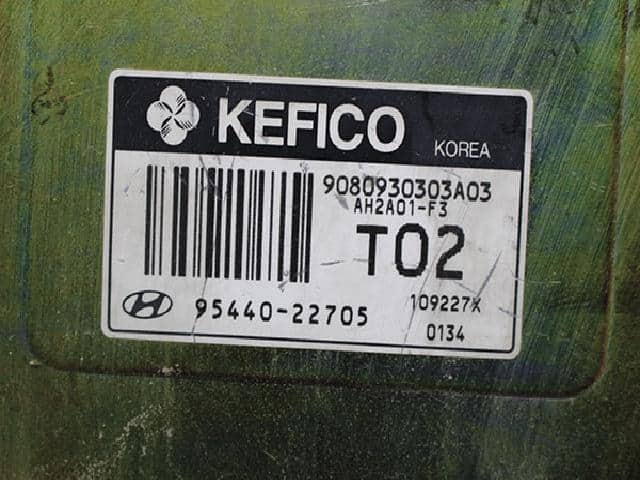 KEFICO
KOREA
9080930303A03
AH2A01-F3
T02
95440-22705
109227X
0134